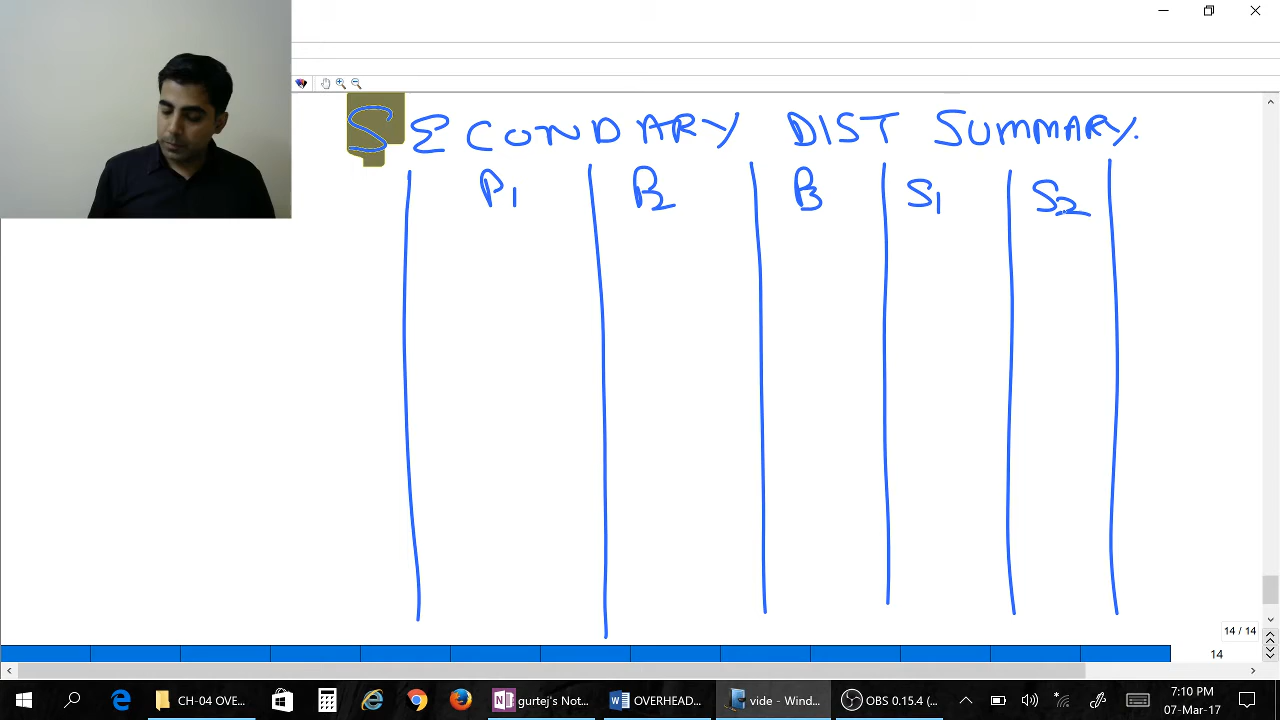 SECONDARY DIST SUMMARY.
P1 P2 P3 S1 S2
14 / 14
14
CH-04 OVE...
gurtej's Not...
OVERHEAD...
vide - Wind...
OBS 0.15.4 (...
7:10 PM
07-Mar-17